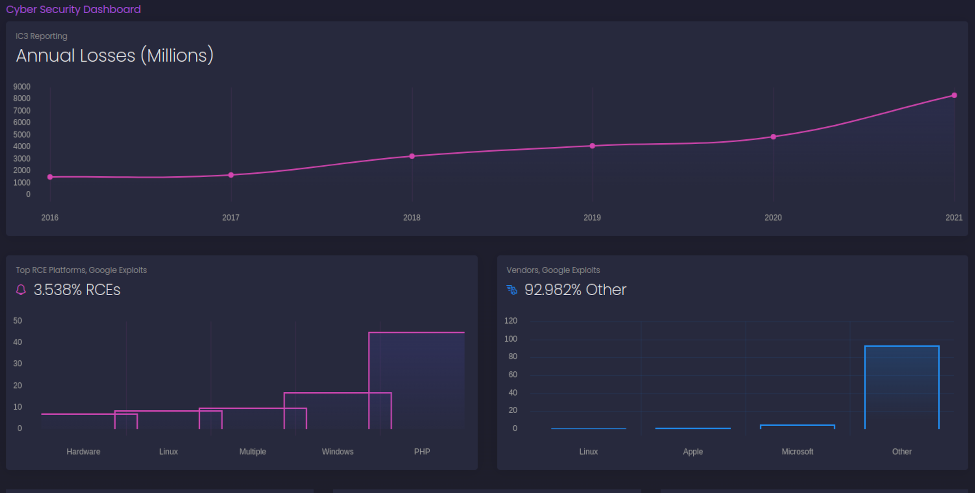 Cyber Security Dashboard
IC3 Reporting
Annual Losses (Millions)
9000
8000
7000
6000
5000
4000
3000
2000
1000
0
2016 2017 2018 2019 2020 2021
Top RCE Platforms, Google Exploits
3.538% RCEs
50
40
30
20
10
0
Hardware Linux Multiple Windows PHP
Vendors, Google Exploits
92.982% Other
120
100
80
60
40
20
0
Linux Apple Microsoft Other